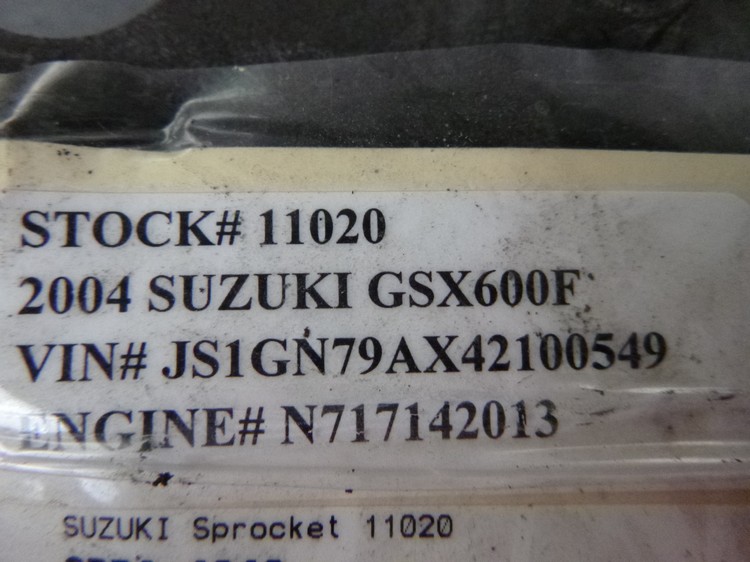 STOCK# 11020
2004 SUZUKI GSX600F
VIN# JS1GN79AX42100549
ENGINE# N717142013
SUZUKI Sprocket 11020